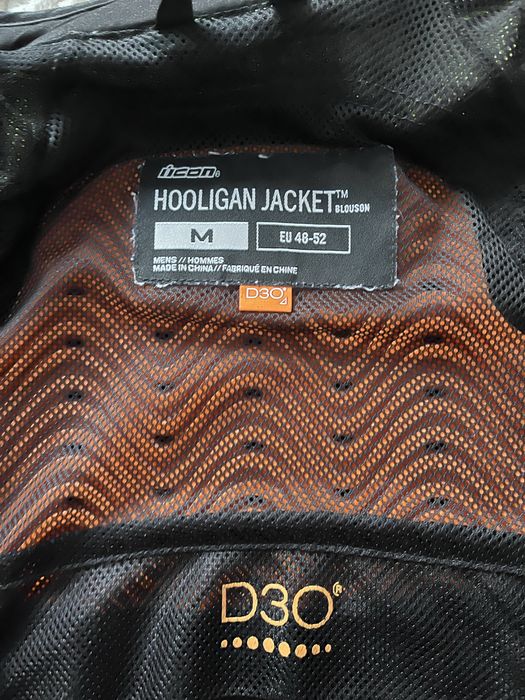 icon®
HOOLIGAN JACKET™ BLOUSON
M EU 48-52
MENS // HOMMES
MADE IN CHINA // FABRIQUÉ EN CHINE
D3O®
D3O®